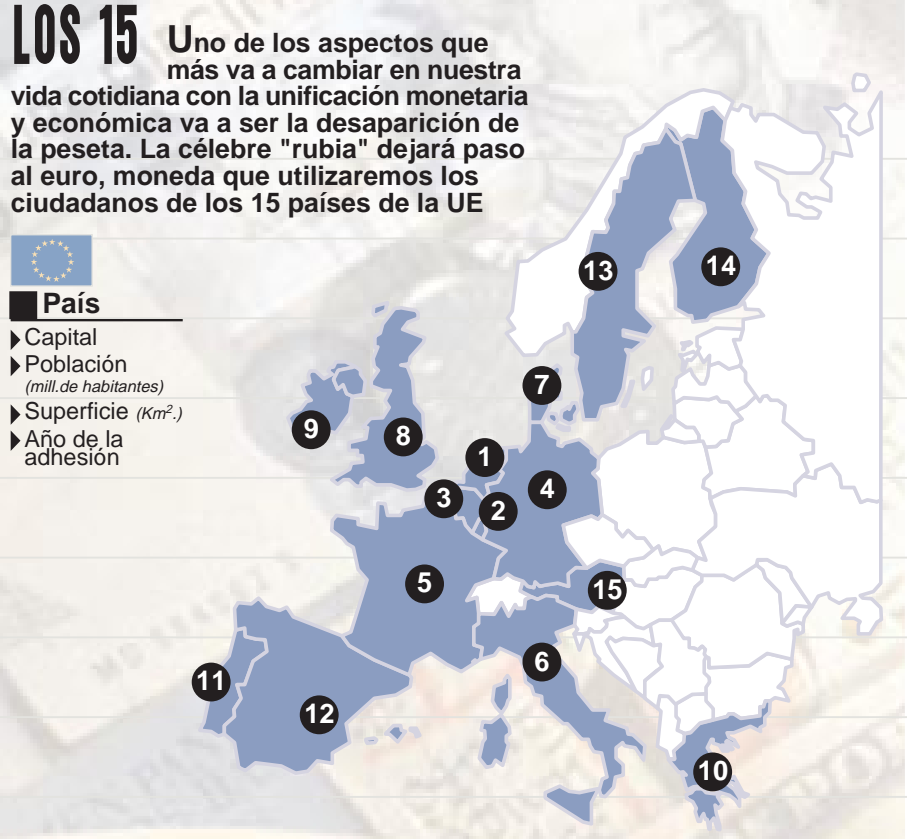 LOS 15 Uno de los aspectos que
más va a cambiar en nuestra
vida cotidiana con la unificación monetaria
y económica va a ser la desaparición de
la peseta. La célebre "rubia" dejará paso
al euro, moneda que utilizaremos los
ciudadanos de los 15 países de la UE
País
Capital
Población
(mill.de habitantes)
Superficie (Km².)
Año de la
adhesión
13
14
7
9
8
1
3
2
4
5
15
6
11
12
10